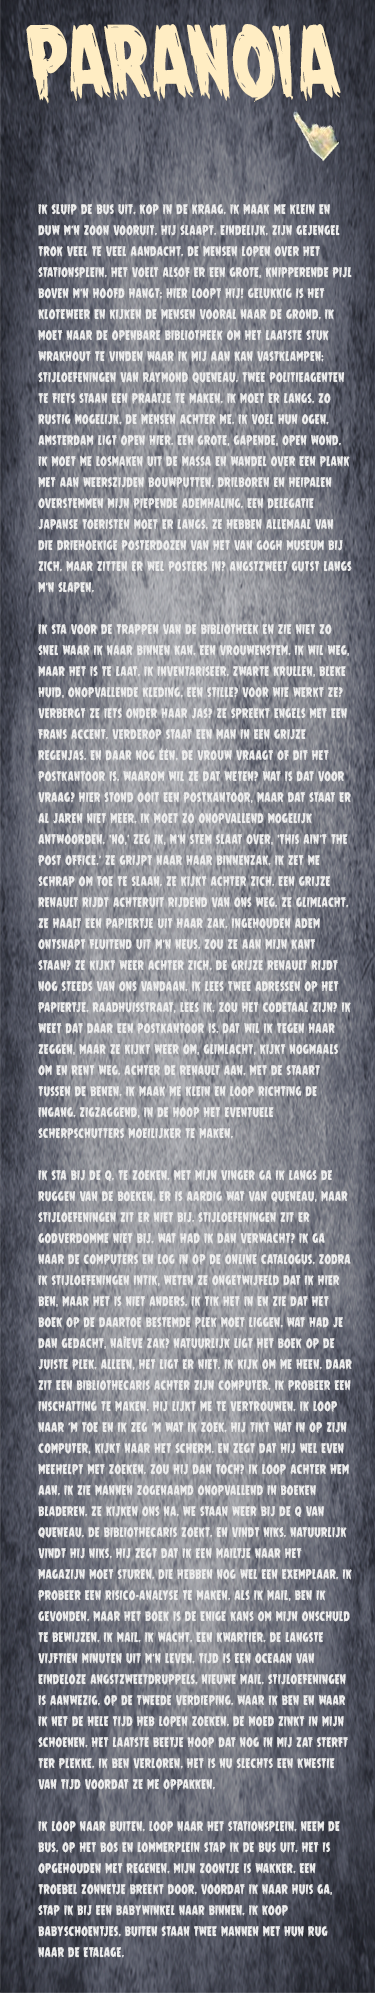 PARANOIA
IK SLUIP DE BUS UIT. KOP IN DE KRAAG. IK MAAK ME KLEIN EN
DUW M'N ZOON VOORUIT. HIJ SLAAPT. EINDELIJK. ZIJN GEJENGEL
TROK VEEL TE VEEL AANDACHT. DE MENSEN LOPEN OVER HET
STATIONSPLEIN. HET VOELT ALSOF ER EEN GROTE, KNIPPERENDE PIJL
BOVEN M'N HOOFD HANGT: HIER LOOPT HIJ! GELUKKIG IS HET
KLOTEWEER EN KIJKEN DE MENSEN VOORAL NAAR DE GROND. IK
MOET NAAR DE OPENBARE BIBLIOTHEEK OM HET LAATSTE STUK
WRAKHOUT TE VINDEN WAAR IK MIJ AAN KAN VASTKLAMPEN:
STIJLOEFENINGEN VAN RAYMOND QUENEAU. TWEE POLITIEAGENTEN
TE FIETS STAAN EEN PRAATJE TE MAKEN. IK MOET ER LANGS. ZO
RUSTIG MOGELIJK. DE MENSEN ACHTER ME. IK VOEL HUN OGEN.
AMSTERDAM LIGT OPEN HIER. EEN GROTE, GAPENDE, OPEN WOND.
IK MOET ME LOSMAKEN UIT DE MASSA EN WANDEL OVER EEN PLANK
MET AAN WEERSZIJDEN BOUWPUTTEN. DRILBOREN EN HEIPALEN
OVERSTEMMEN MIJN PIEPENDE ADEMHALING. EEN DELEGATIE
JAPANSE TOERISTEN MOET ER LANGS. ZE HEBBEN ALLEMAAL VAN
DIE DRIEHOEKIGE POSTERDOZEN VAN HET VAN GOGH MUSEUM BIJ
ZICH. MAAR ZITTEN ER WEL POSTERS IN? ANGSTZWEET GUTST LANGS
M'N SLAPEN.
IK STA VOOR DE TRAPPEN VAN DE BIBLIOTHEEK EN ZIE NIET ZO
SNEL WAAR IK NAAR BINNEN KAN. EEN VROUWENSTEM. IK WIL WEG,
MAAR HET IS TE LAAT. IK INVENTARISEER. ZWARTE KRULLEN, BLEKE
HUID, ONOPVALLENDE KLEDING. EEN STILLE? VOOR WIE WERKT ZE?
VERBERGT ZE IETS ONDER HAAR JAS? ZE SPREEKT ENGELS MET EEN
FRANS ACCENT. VERDEROP STAAT EEN MAN IN EEN GRIJZE
REGENJAS. EN DAAR NOG ÉÉN. DE VROUW VRAAGT OF DIT HET
POSTKANTOOR IS. WAAROM WIL ZE DAT WETEN? WAT IS DAT VOOR
VRAAG? HIER STOND OOIT EEN POSTKANTOOR, MAAR DAT STAAT ER
AL JAREN NIET MEER. IK MOET ZO ONOPVALLEND MOGELIJK
ANTWOORDEN. 'NO,' ZEG IK, M'N STEM SLAAT OVER. 'THIS AIN'T THE
POST OFFICE.' ZE GRIJPT NAAR HAAR BINNENZAK. IK ZET ME
SCHRAP OM TOE TE SLAAN. ZE KIJKT ACHTER ZICH. EEN GRIJZE
RENAULT RIJDT ACHTERUIT RIJDEND VAN ONS WEG. ZE GLIMLACHT.
ZE HAALT EEN PAPIERTJE UIT HAAR ZAK. INGEHOUDEN ADEM
ONTSNAPT FLUITEND UIT M'N NEUS. ZOU ZE AAN MIJN KANT
STAAN? ZE KIJKT WEER ACHTER ZICH. DE GRIJZE RENAULT RIJDT
NOG STEEDS VAN ONS VANDAAN. IK LEES TWEE ADRESSEN OP HET
PAPIERTJE. RAADHUISSTRAAT, LEES IK. ZOU HET CODETAAL ZIJN? IK
WEET DAT DAAR EEN POSTKANTOOR IS. DAT WIL IK TEGEN HAAR
ZEGGEN, MAAR ZE KIJKT WEER OM, GLIMLACHT, KIJKT NOGMAALS
OM EN RENT WEG. ACHTER DE RENAULT AAN. MET DE STAART
TUSSEN DE BENEN. IK MAAK ME KLEIN EN LOOP RICHTING DE
INGANG. ZIGZAGGEND, IN DE HOOP HET EVENTUELE
SCHERPSCHUTTERS MOEILIJKER TE MAKEN.
IK STA BIJ DE Q. TE ZOEKEN. MET MIJN VINGER GA IK LANGS DE
RUGGEN VAN DE BOEKEN. ER IS AARDIG WAT VAN QUENEAU, MAAR
STIJLOEFENINGEN ZIT ER NIET BIJ. STIJLOEFENINGEN ZIT ER
GODVERDOMME NIET BIJ. WAT HAD IK DAN VERWACHT? IK GA
NAAR DE COMPUTERS EN LOG IN OP DE ONLINE CATALOGUS. ZODRA
IK STIJLOEFENINGEN INTIK, WETEN ZE ONGETWIJFELD DAT IK HIER
BEN, MAAR HET IS NIET ANDERS. IK TIK HET IN EN ZIE DAT HET
BOEK OP DE DAARTOE BESTEMDE PLEK MOET LIGGEN. WAT HAD JE
DAN GEDACHT, NAÏEVE ZAK? NATUURLIJK LIGT HET BOEK OP DE
JUISTE PLEK. ALLEEN, HET LIGT ER NIET. IK KIJK OM ME HEEN. DAAR
ZIT EEN BIBLIOTHECARIS ACHTER ZIJN COMPUTER. IK PROBEER EEN
INSCHATTING TE MAKEN. HIJ LIJKT ME TE VERTROUWEN. IK LOOP
NAAR 'M TOE EN IK ZEG 'M WAT IK ZOEK. HIJ TIKT WAT IN OP ZIJN
COMPUTER, KIJKT NAAR HET SCHERM. EN ZEGT DAT HIJ WEL EVEN
MEEHELPT MET ZOEKEN. ZOU HIJ DAN TOCH? IK LOOP ACHTER HEM
AAN. IK ZIE MANNEN ZOGENAAMD ONOPVALLEND IN BOEKEN
BLADEREN. ZE KIJKEN ONS NA. WE STAAN WEER BIJ DE Q VAN
QUENEAU. DE BIBLIOTHECARIS ZOEKT. EN VINDT NIKS. NATUURLIJK
VINDT HIJ NIKS. HIJ ZEGT DAT IK EEN MAILTJE NAAR HET
MAGAZIJN MOET STUREN. DIE HEBBEN NOG WEL EEN EXEMPLAAR. IK
PROBEER EEN RISICO-ANALYSE TE MAKEN. ALS IK MAIL, BEN IK
GEVONDEN. MAAR HET BOEK IS DE ENIGE KANS OM MIJN ONSCHULD
TE BEWIJZEN. IK MAIL. IK WACHT. EEN KWARTIER. DE LANGSTE
VIJFTIEN MINUTEN UIT M'N LEVEN. TIJD IS EEN OCEAAN VAN
EINDELOZE ANGSTZWEETDRUPPELS. NIEUWE MAIL. STIJLOEFENINGEN
IS AANWEZIG. OP DE TWEEDE VERDIEPING. WAAR IK BEN EN WAAR
IK NET DE HELE TIJD HEB LOPEN ZOEKEN. DE MOED ZINKT IN MIJN
SCHOENEN. HET LAATSTE BEETJE HOOP DAT NOG IN MIJ ZAT STERFT
TER PLEKKE. IK BEN VERLOREN. HET IS NU SLECHTS EEN KWESTIE
VAN TIJD VOORDAT ZE ME OPPAKKEN.
IK LOOP NAAR BUITEN. LOOP NAAR HET STATIONSPLEIN. NEEM DE
BUS. OP HET BOS EN LOMMERPLEIN STAP IK DE BUS UIT. HET IS
OPGEHOUDEN MET REGENEN. MIJN ZOONTJE IS WAKKER. EEN
TROEBEL ZONNETJE BREEKT DOOR. VOORDAT IK NAAR HUIS GA,
STAP IK BIJ EEN BABYWINKEL NAAR BINNEN. IK KOOP
BABYSCHOENTJES. BUITEN STAAN TWEE MANNEN MET HUN RUG
NAAR DE ETALAGE.